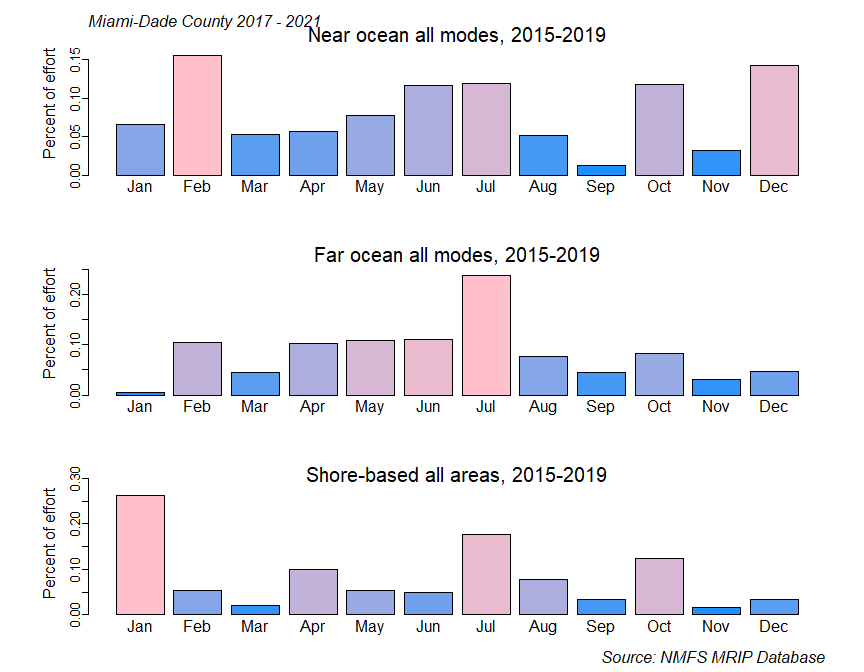 Miami-Dade County 2017 - 2021
Near ocean all modes, 2015-2019
Percent of effort
0.15
0.10
0.05
0.00
Jan Feb Mar Apr May Jun Jul Aug Sep Oct Nov Dec
Far ocean all modes, 2015-2019
Percent of effort
0.20
0.10
0.00
Jan Feb Mar Apr May Jun Jul Aug Sep Oct Nov Dec
Shore-based all areas, 2015-2019
Percent of effort
0.30
0.20
0.10
0.00
Jan Feb Mar Apr May Jun Jul Aug Sep Oct Nov Dec
Source: NMFS MRIP Database